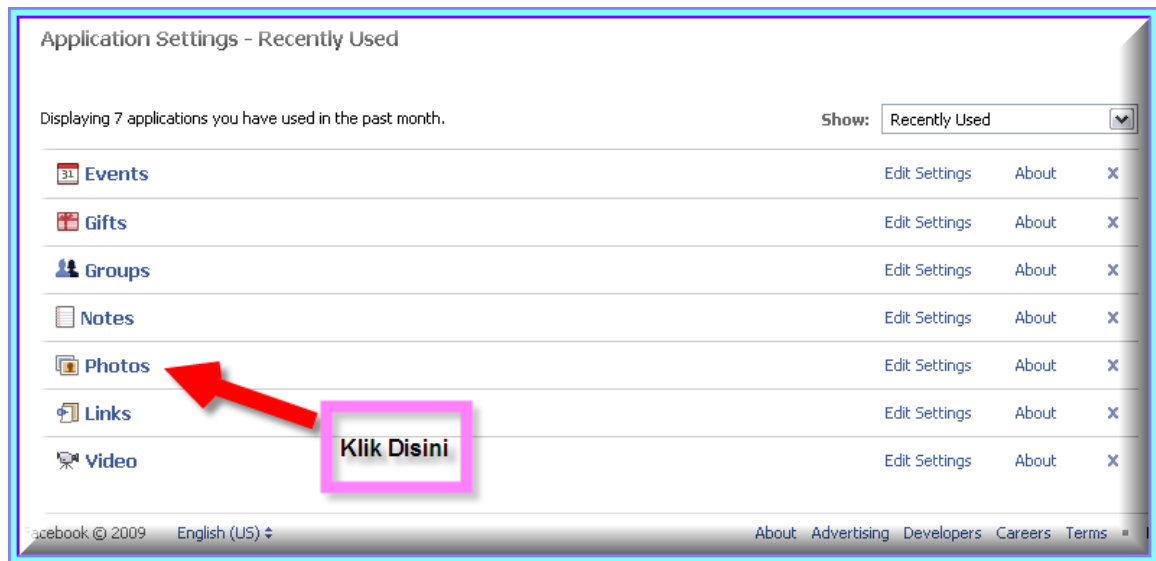 Application Settings - Recently Used
Displaying 7 applications you have used in the past month. Show: Recently Used
31 Events Edit Settings About x
Gifts Edit Settings About x
Groups Edit Settings About x
Notes Edit Settings About x
Photos Edit Settings About x
Links Edit Settings About x
Klik Disini
Video Edit Settings About x
acebook © 2009 English (US) About Advertising Developers Careers Terms